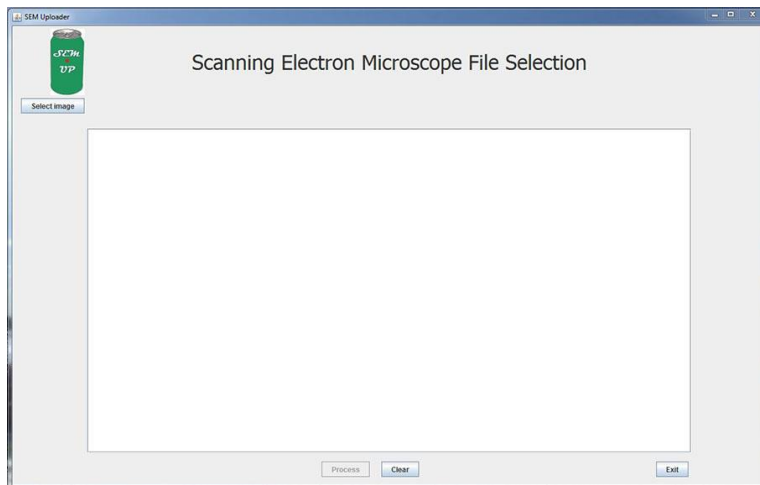 SEM Uploader
SEM
UP
Scanning Electron Microscope File Selection
Select image
Process
Clear
Exit